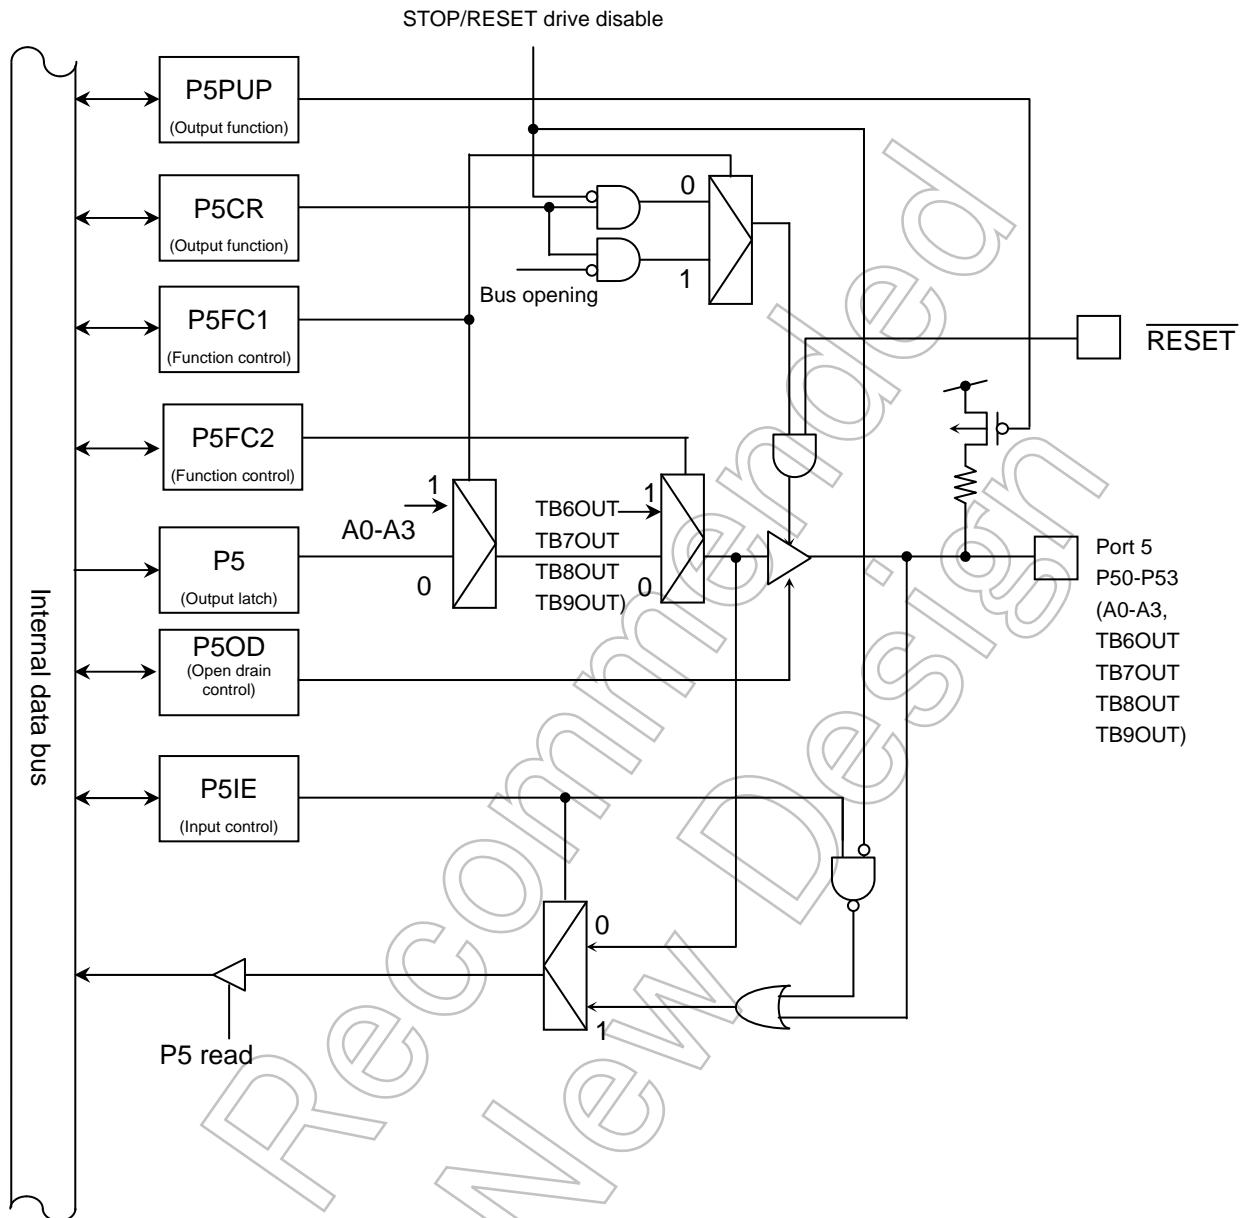 STOP/RESET drive disable
P5PUP
(Output function)
P5CR
(Output function)
0
1
Bus opening
P5FC1
(Function control)
RESET
P5FC2
(Function control)
1
A0-A3
0
TB6OUT
TB7OUT
TB8OUT
TB9OUT)
1
0
P5
(Output latch)
Port 5
P50-P53
(A0-A3,
TB6OUT
TB7OUT
TB8OUT
TB9OUT)
P5OD
(Open drain
control)
Internal data bus
P5IE
(Input control)
0
1
P5 read
Recommended
New Design